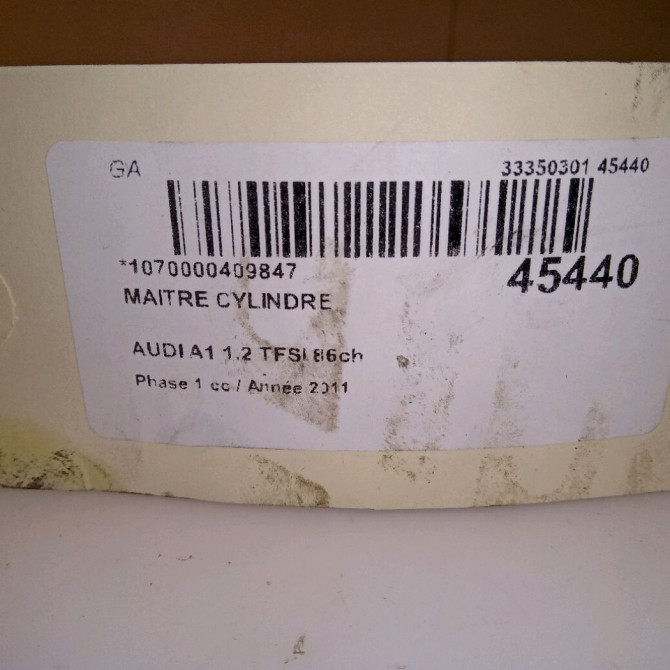 GA 33350301 45440
*1070000409847 45440
MAITRE CYLINDRE
AUDI A1 1.2 TFSI 86ch
Phase 1 cc / Année 2011